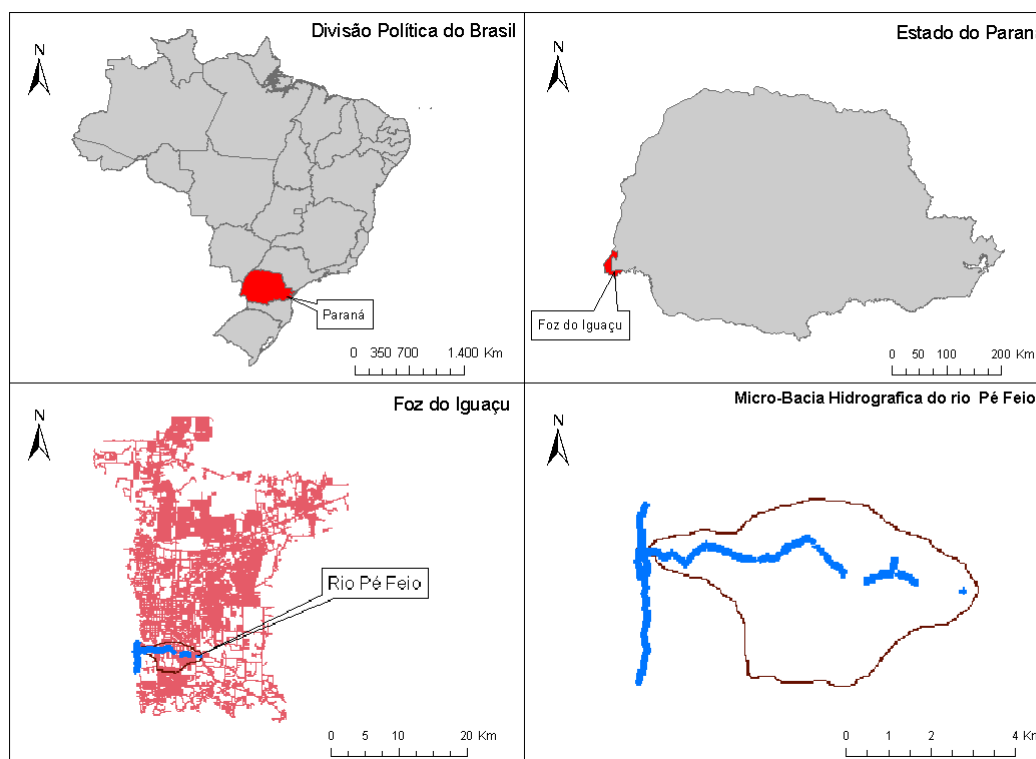 Divisão Política do Brasil
N
Paraná
0 350 700 1.400 Km
Estado do Paran
N
Foz do Iguaçu
0 50 100 200 Km
Foz do Iguaçu
N
Rio Pé Feio
0 5 10 20 Km
Micro-Bacia Hidrografica do rio Pé Feio
N
0 1 2 4 Km